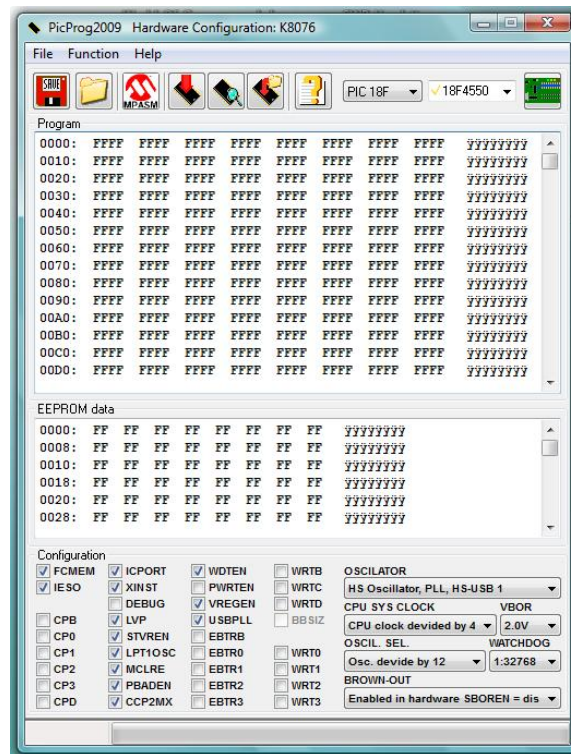 PicProg2009 Hardware Configuration: K8076
File Function Help
SAVE MPASM PIC 18F 18F4550
Program
0000: FFFF FFFF FFFF FFFF FFFF FFFF FFFF FFFF ÿÿÿÿÿÿÿÿ
0010: FFFF FFFF FFFF FFFF FFFF FFFF FFFF FFFF ÿÿÿÿÿÿÿÿ
0020: FFFF FFFF FFFF FFFF FFFF FFFF FFFF FFFF ÿÿÿÿÿÿÿÿ
0030: FFFF FFFF FFFF FFFF FFFF FFFF FFFF FFFF ÿÿÿÿÿÿÿÿ
0040: FFFF FFFF FFFF FFFF FFFF FFFF FFFF FFFF ÿÿÿÿÿÿÿÿ
0050: FFFF FFFF FFFF FFFF FFFF FFFF FFFF FFFF ÿÿÿÿÿÿÿÿ
0060: FFFF FFFF FFFF FFFF FFFF FFFF FFFF FFFF ÿÿÿÿÿÿÿÿ
0070: FFFF FFFF FFFF FFFF FFFF FFFF FFFF FFFF ÿÿÿÿÿÿÿÿ
0080: FFFF FFFF FFFF FFFF FFFF FFFF FFFF FFFF ÿÿÿÿÿÿÿÿ
0090: FFFF FFFF FFFF FFFF FFFF FFFF FFFF FFFF ÿÿÿÿÿÿÿÿ
00A0: FFFF FFFF FFFF FFFF FFFF FFFF FFFF FFFF ÿÿÿÿÿÿÿÿ
00B0: FFFF FFFF FFFF FFFF FFFF FFFF FFFF FFFF ÿÿÿÿÿÿÿÿ
00C0: FFFF FFFF FFFF FFFF FFFF FFFF FFFF FFFF ÿÿÿÿÿÿÿÿ
00D0: FFFF FFFF FFFF FFFF FFFF FFFF FFFF FFFF ÿÿÿÿÿÿÿÿ
EEPROM data
0000: FF FF FF FF FF FF FF FF ÿÿÿÿÿÿÿÿ
0008: FF FF FF FF FF FF FF FF ÿÿÿÿÿÿÿÿ
0010: FF FF FF FF FF FF FF FF ÿÿÿÿÿÿÿÿ
0018: FF FF FF FF FF FF FF FF ÿÿÿÿÿÿÿÿ
0020: FF FF FF FF FF FF FF FF ÿÿÿÿÿÿÿÿ
0028: FF FF FF FF FF FF FF FF ÿÿÿÿÿÿÿÿ
Configuration
FCMEM ICPORT WDTEN WRTB OSCILATOR
IESO XINST PWRTEN WRTC HS Oscillator, PLL, HS-USB 1
DEBUG VREGEN WRTD CPU SYS CLOCK VBOR
CPB LVP USBPLL BBSIZ CPU clock devided by 4 2.0V
CP0 STVREN EBTRB OSCIL. SEL. WATCHDOG
CP1 LPT1OSC EBTR0 WRT0 Osc. devide by 12 1:32768
CP2 MCLRE EBTR1 WRT1 BROWN-OUT
CP3 PBADEN EBTR2 WRT2 Enabled in hardware SBOREN = dis
CPD CCP2MX EBTR3 WRT3